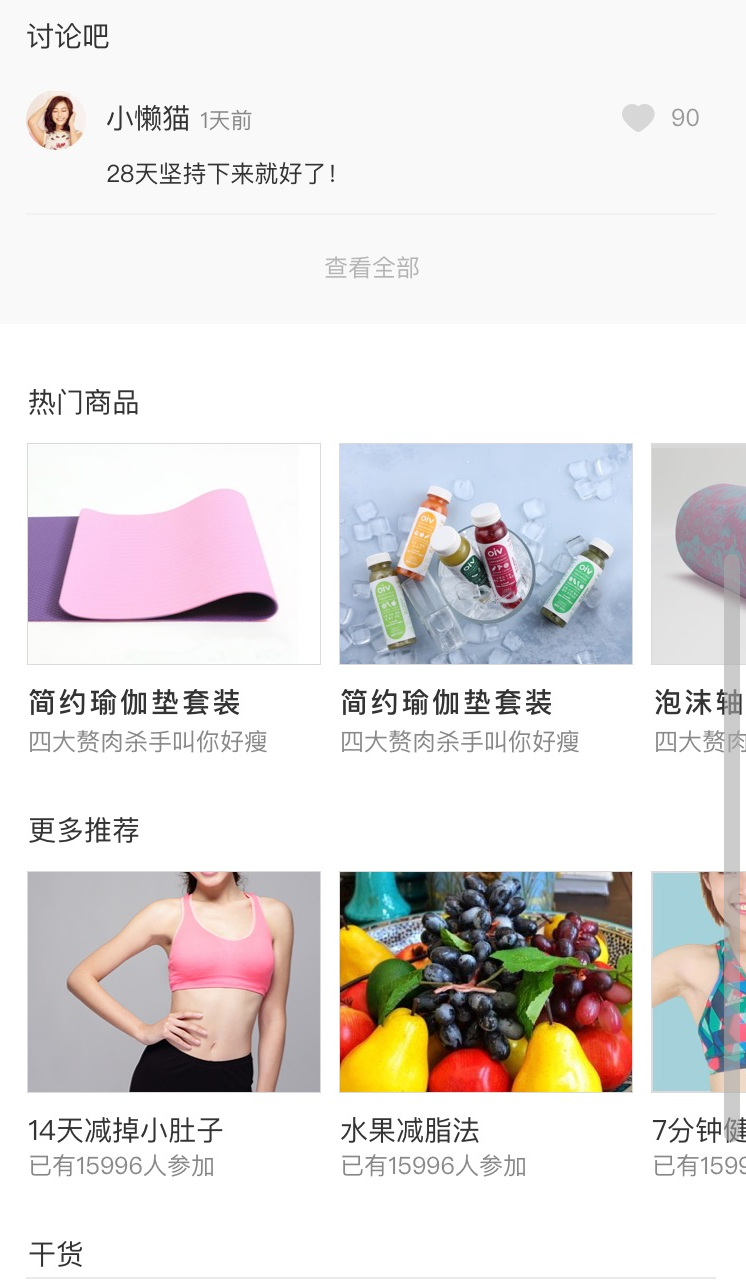 讨论吧
小懒猫 1天前 90
28天坚持下来就好了!
查看全部
热门商品
oiv oiv oiv oiv oiv
简约瑜伽垫套装 简约瑜伽垫套装 泡沫轴
四大赘肉杀手叫你好瘦 四大赘肉杀手叫你好瘦 四大赘肉
更多推荐
14天减掉小肚子 水果减脂法 7分钟健
已有15996人参加 已有15996人参加 已有1599
干货